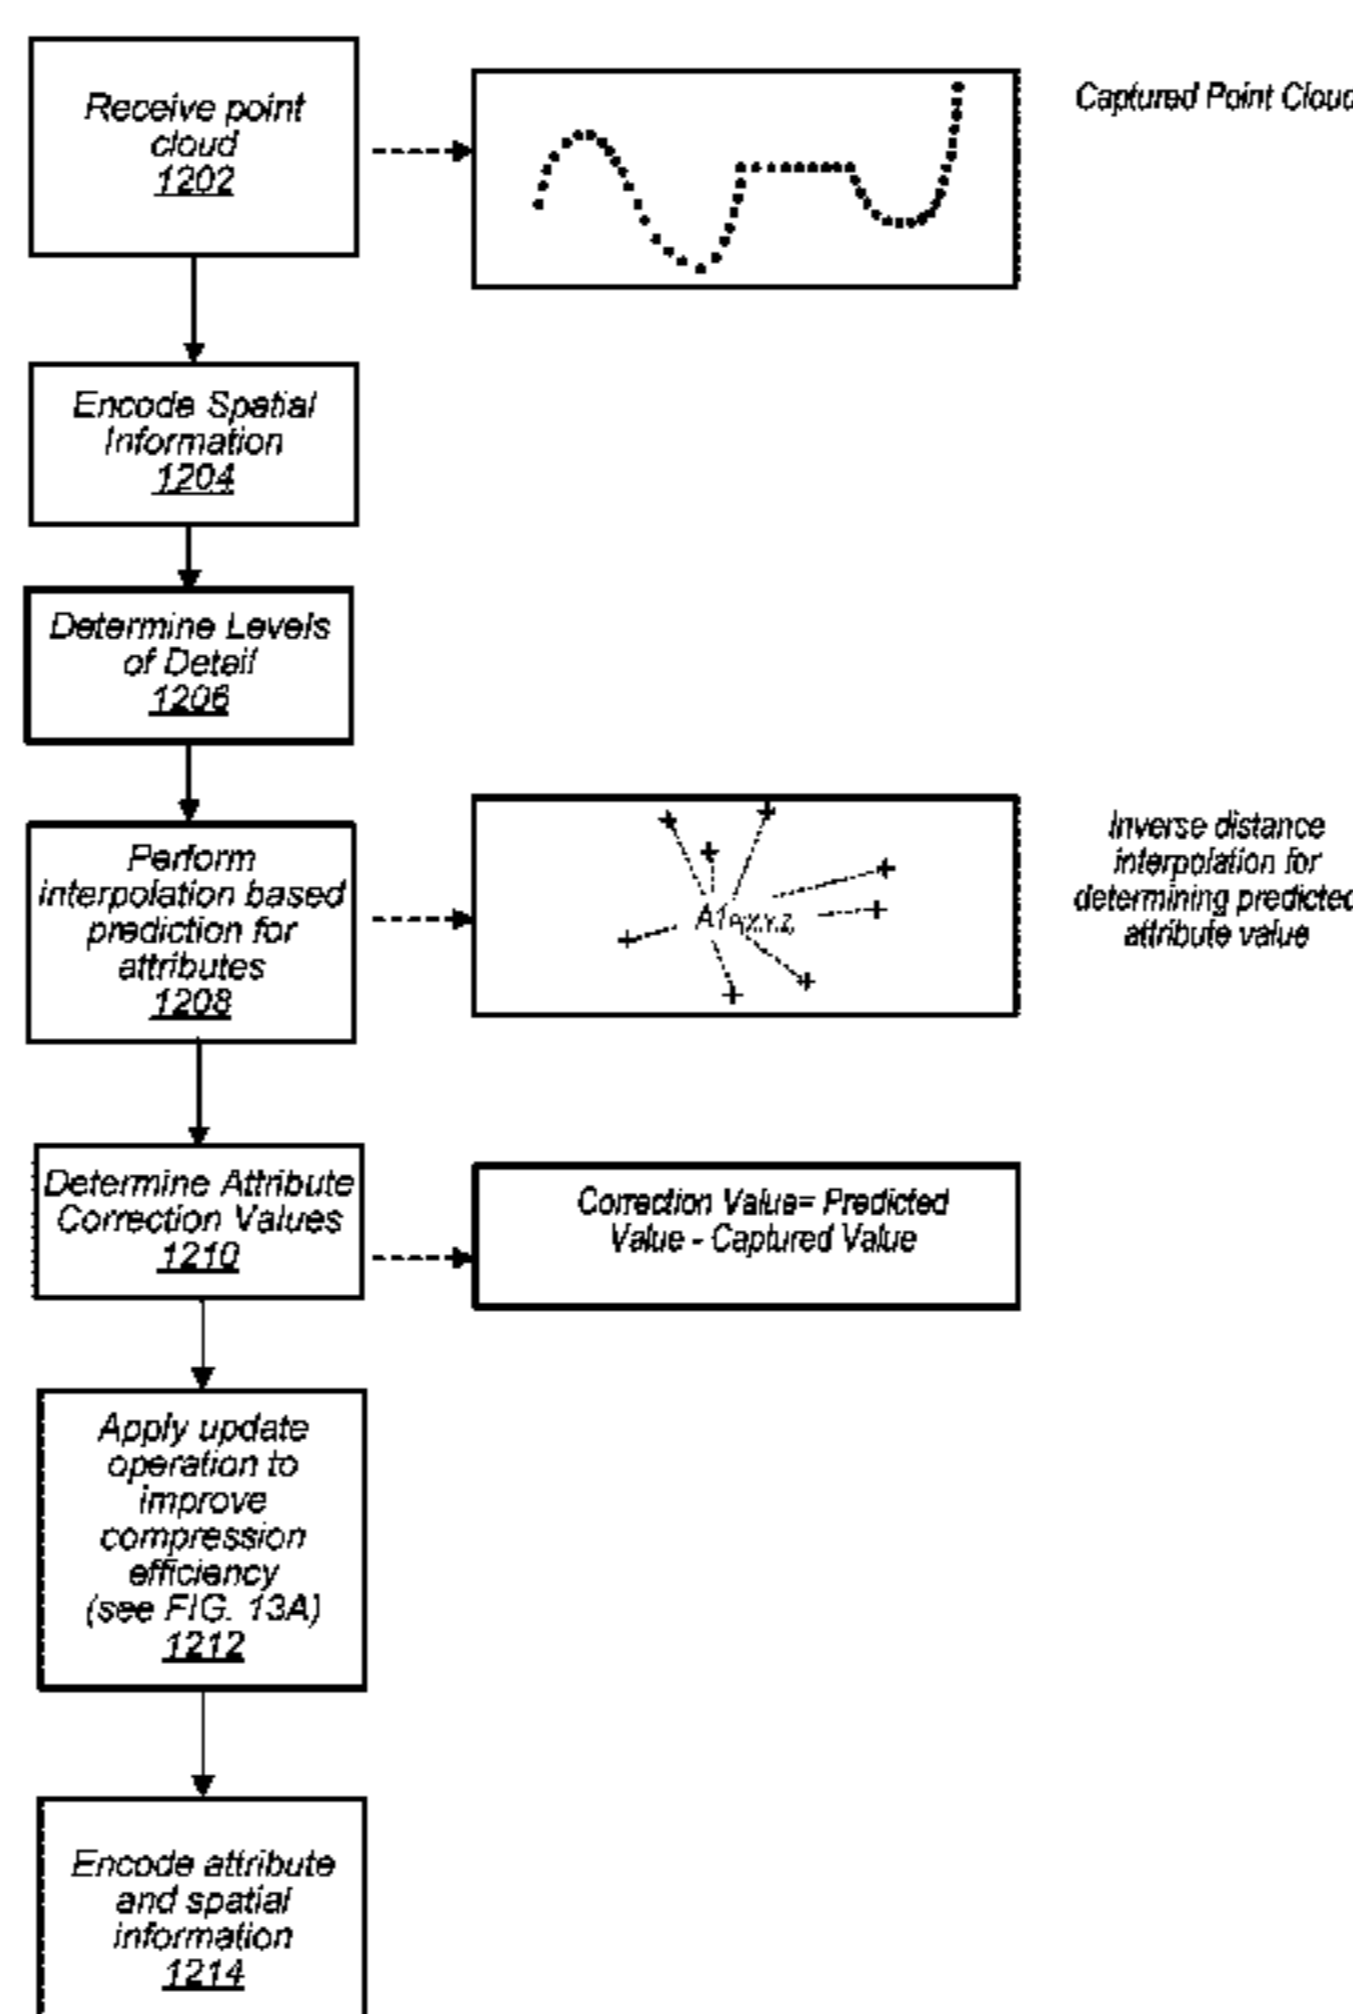 Receive point
cloud
1202
Captured Point Cloud
Encode Spatial
Information
1204
Determine Levels
of Detail
1206
Perform
interpolation based
prediction for
attributes
1208
Inverse distance
interpolation for
determining predicted
attribute value
Determine Attribute
Correction Values
1210
Correction Value= Predicted
Value - Captured Value
Apply update
operation to
improve
compression
efficiency
(see FIG. 13A)
1212
Encode attribute
and spatial
information
1214